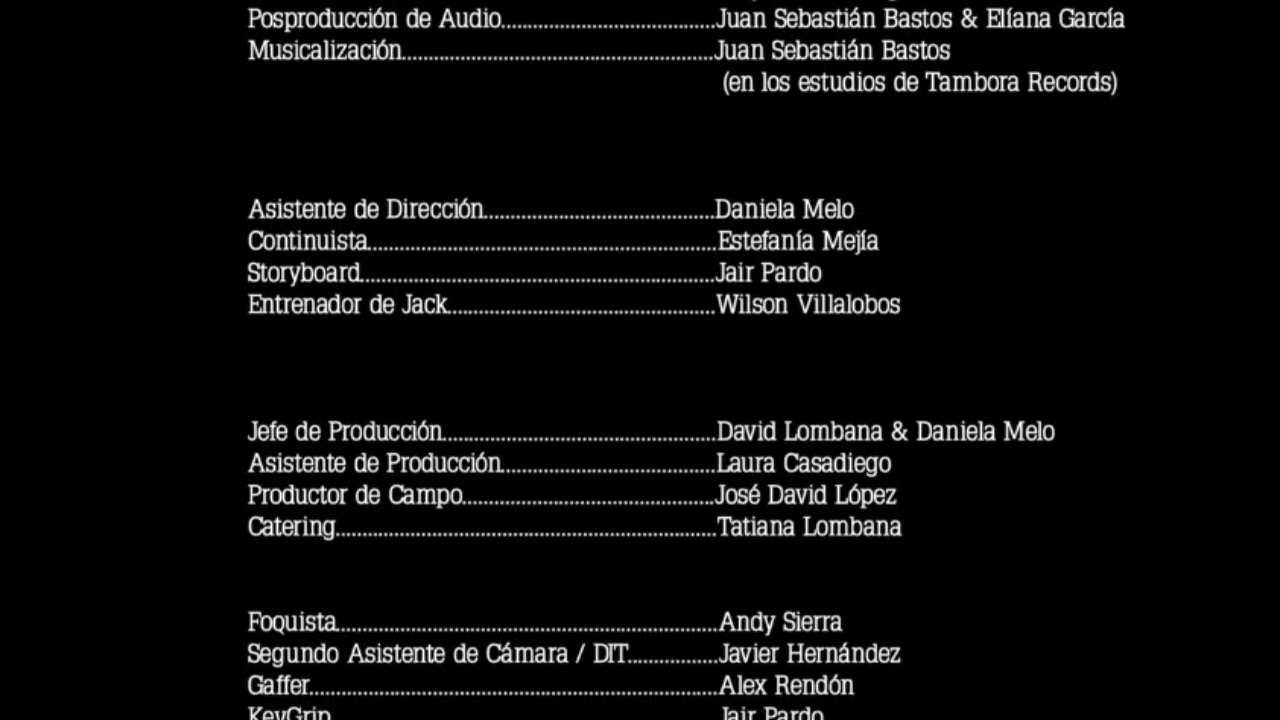 Posproducción de Audio........................................Juan Sebastián Bastos & Elíana García
Musicalización..........................................................Juan Sebastián Bastos
(en los estudios de Tambora Records)
Asistente de Dirección...........................................Daniela Melo
Continuista.................................................................Estefanía Mejía
Storyboard..................................................................Jair Pardo
Entrenador de Jack..................................................Wilson Villalobos
Jefe de Producción...................................................David Lombana & Daniela Melo
Asistente de Producción........................................Laura Casadiego
Productor de Campo...............................................José David López
Catering.......................................................................Tatiana Lombana
Foquista.......................................................................Andy Sierra
Segundo Asistente de Cámara / DIT.................Javier Hernández
Gaffer............................................................................Alex Rendón
KeyGrip.........................................................................Jair Pardo